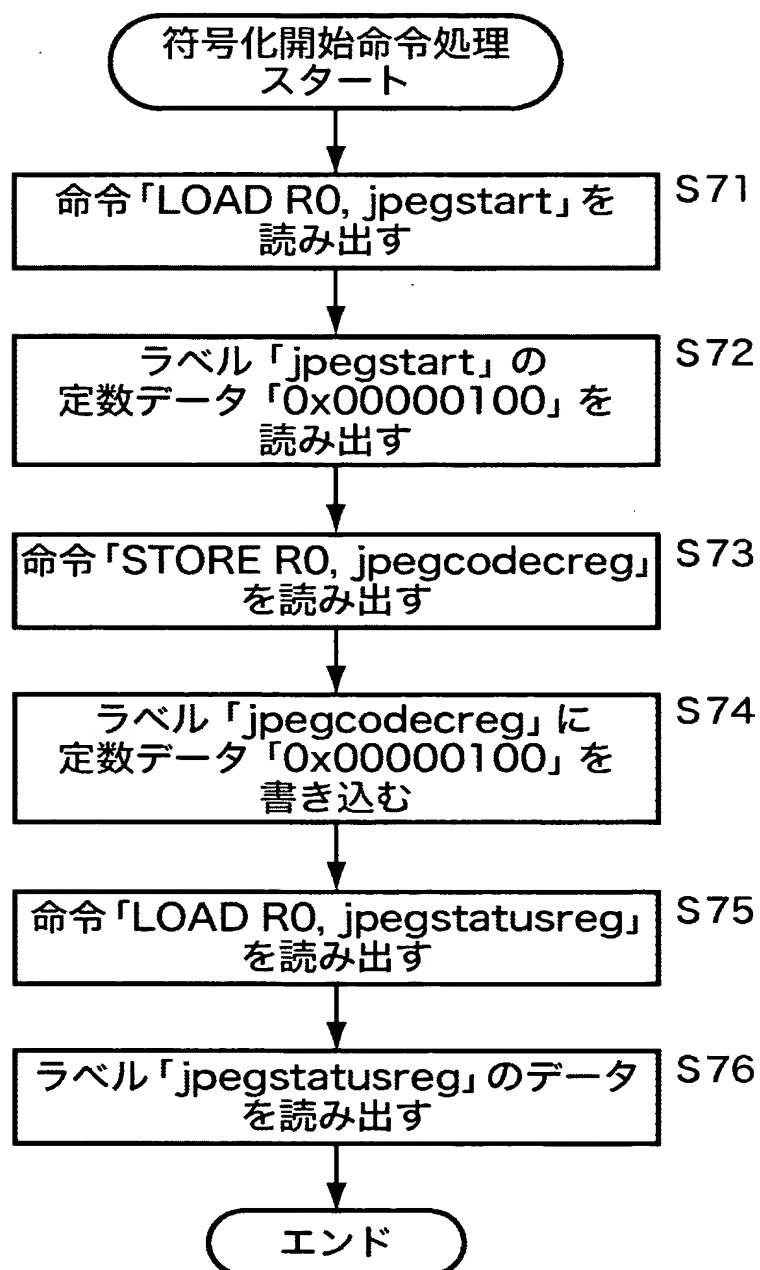 符号化開始命令処理
スタート
命令「LOAD R0, jpegstart」を
読み出す
S71
ラベル「jpegstart」の
定数データ「0x00000100」を
読み出す
S72
命令「STORE R0, jpegcodecreg」
を読み出す
S73
ラベル「jpegcodecreg」に
定数データ「0x00000100」を
書き込む
S74
命令「LOAD R0, jpegstatusreg」
を読み出す
S75
ラベル「jpegstatusreg」のデータ
を読み出す
S76
エンド